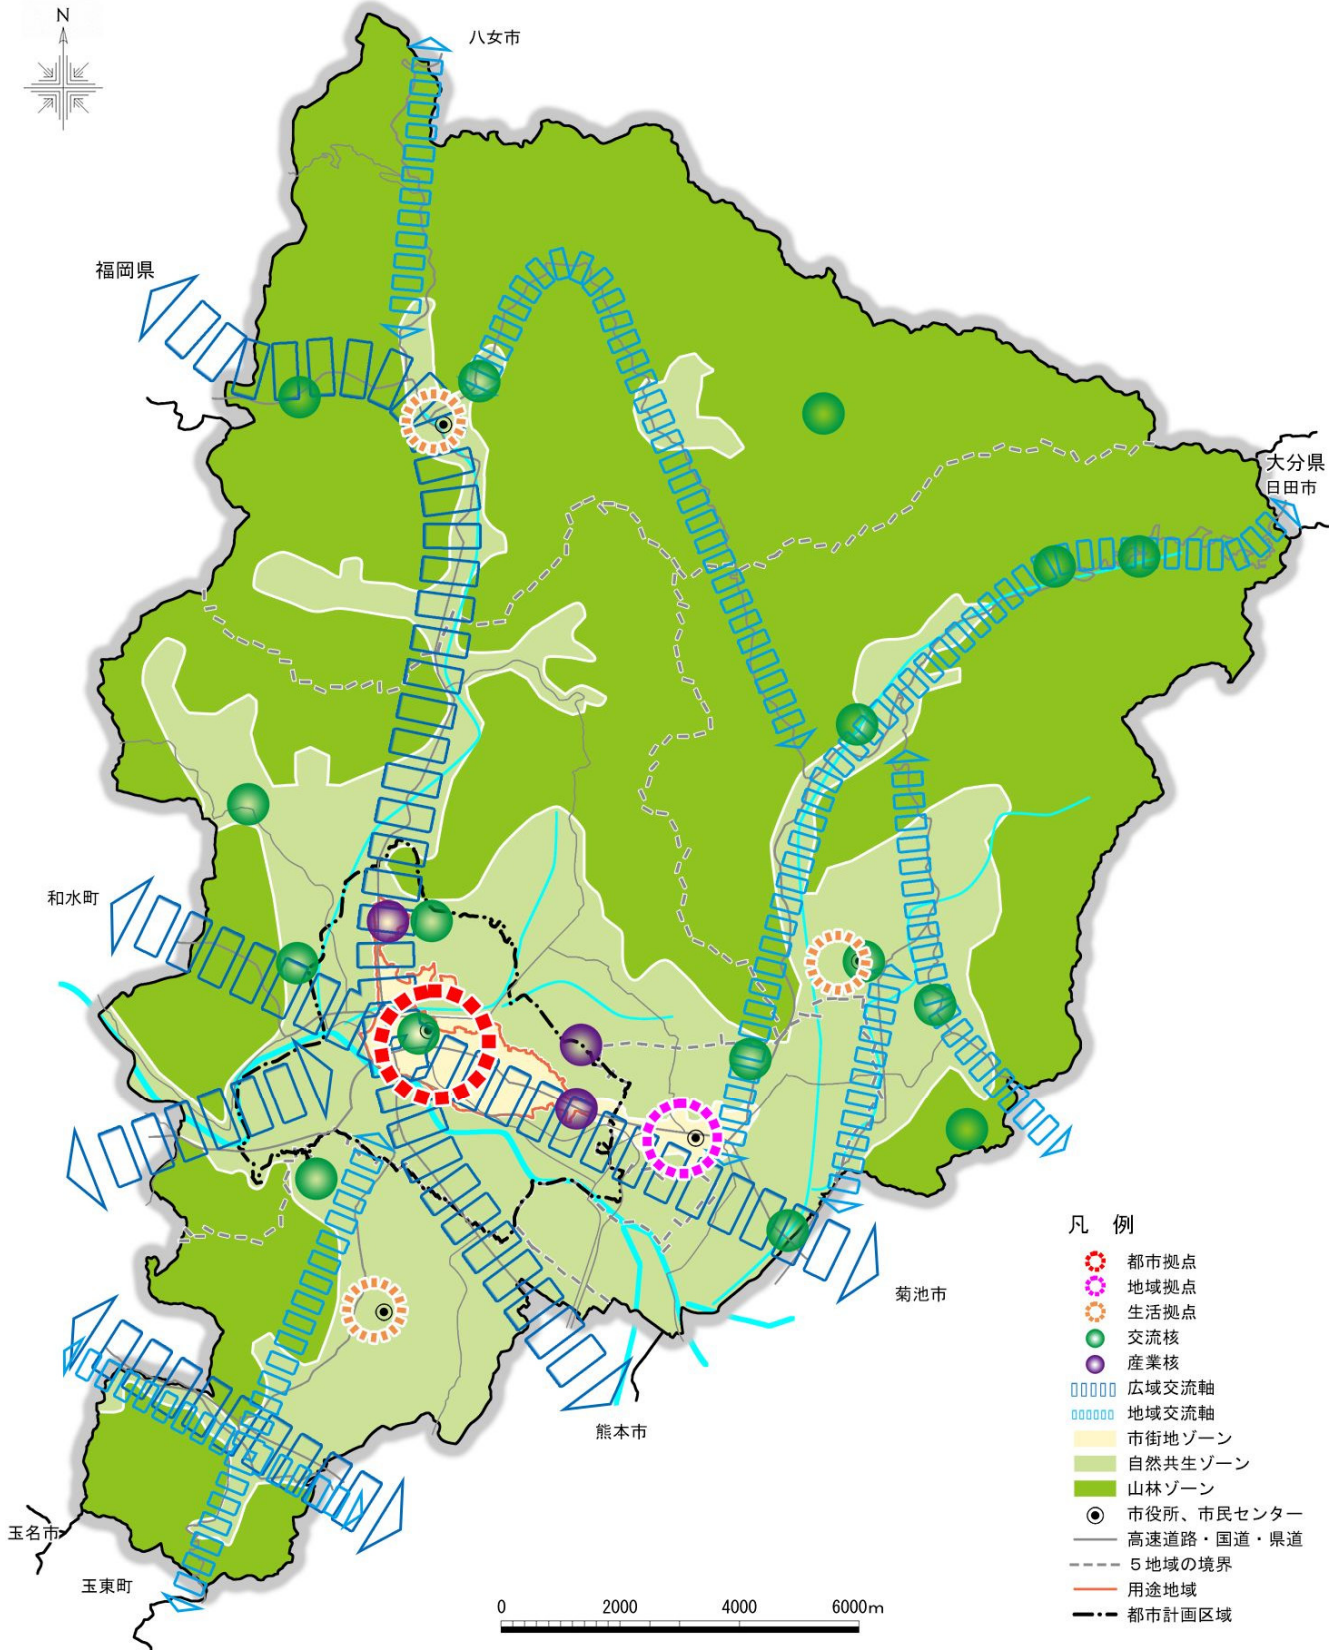 N
八女市
福岡県
大分県
日田市
和水町
菊池市
熊本市
玉名市
玉東町
凡 例
都市拠点
地域拠点
生活拠点
交流核
産業核
広域交流軸
地域交流軸
市街地ゾーン
自然共生ゾーン
山林ゾーン
市役所、市民センター
高速道路・国道・県道
５地域の境界
用途地域
都市計画区域
0 2000 4000 6000m